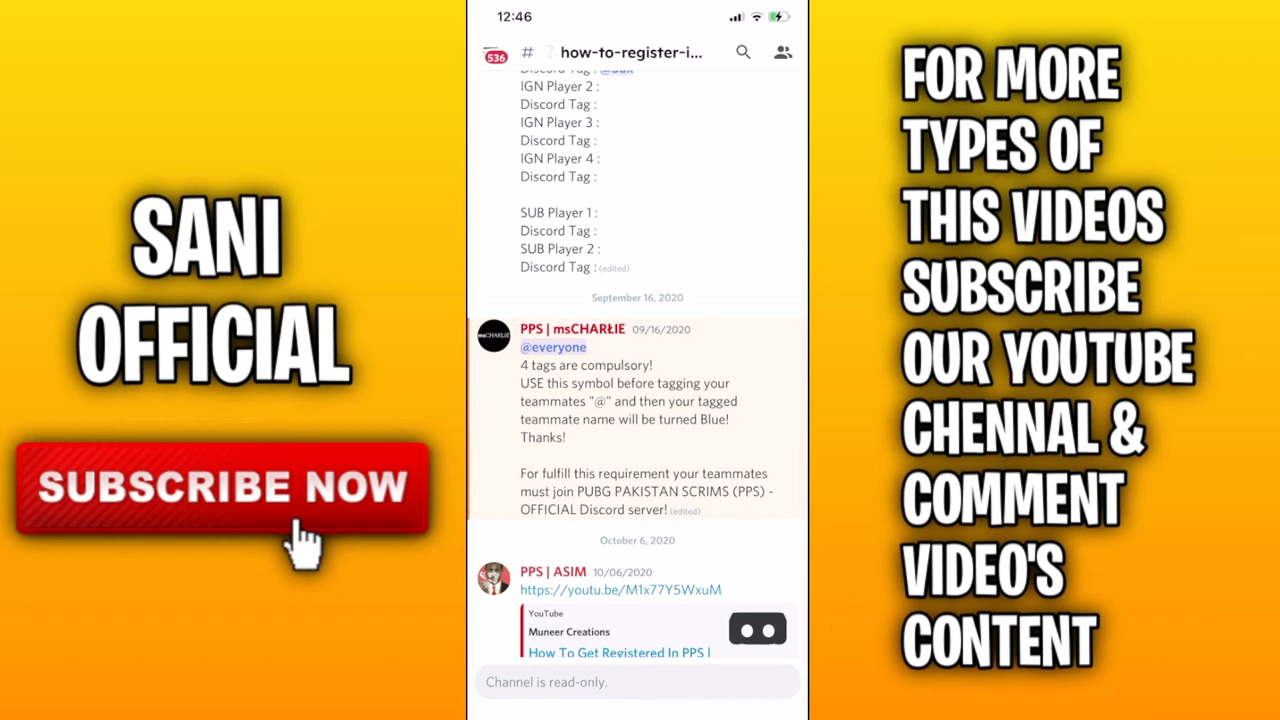 SANI
OFFICIAL
SUBSCRIBE NOW
12:46
536
# how-to-register-i...
Discord Tag :
IGN Player 2 :
Discord Tag :
IGN Player 3 :
Discord Tag :
IGN Player 4 :
Discord Tag :
SUB Player 1 :
Discord Tag :
SUB Player 2 :
Discord Tag : (edited)
September 16, 2020
msCHARŁIE
PPS | msCHARŁIE 09/16/2020
@everyone
4 tags are compulsory!
USE this symbol before tagging your
teammates "@" and then your tagged
teammate name will be turned Blue!
Thanks!
For fulfill this requirement your teammates
must join PUBG PAKISTAN SCRIMS (PPS) -
OFFICIAL Discord server! (edited)
October 6, 2020
PPS | ASIM 10/06/2020
https://youtu.be/M1x77Y5WxuM
YouTube
Muneer Creations
How To Get Registered In PPS |
Channel is read-only.
FOR MORE
TYPES OF
THIS VIDEOS
SUBSCRIBE
OUR YOUTUBE
CHENNAL &
COMMENT
VIDEO'S
CONTENT